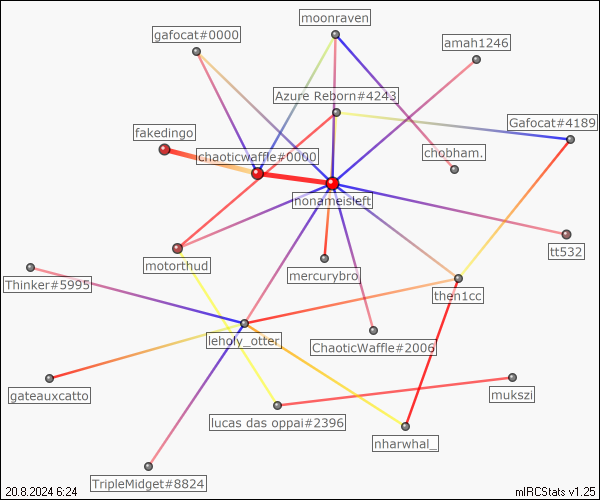 moonraven
gafocat#0000
amah1246
Azure Reborn#4243
Gafocat#4189
fakedingo
chaoticwaffle#0000
chobham.
nonameisleft
tt532
motorthud
mercurybro
Thinker#5995
then1cc
leholy_otter
ChaoticWaffle#2006
gateauxcatto
mukszi
lucas das oppai#2396
nharwhal_
TripleMidget#8824
20.8.2024 6:24
mIRCStats v1.25